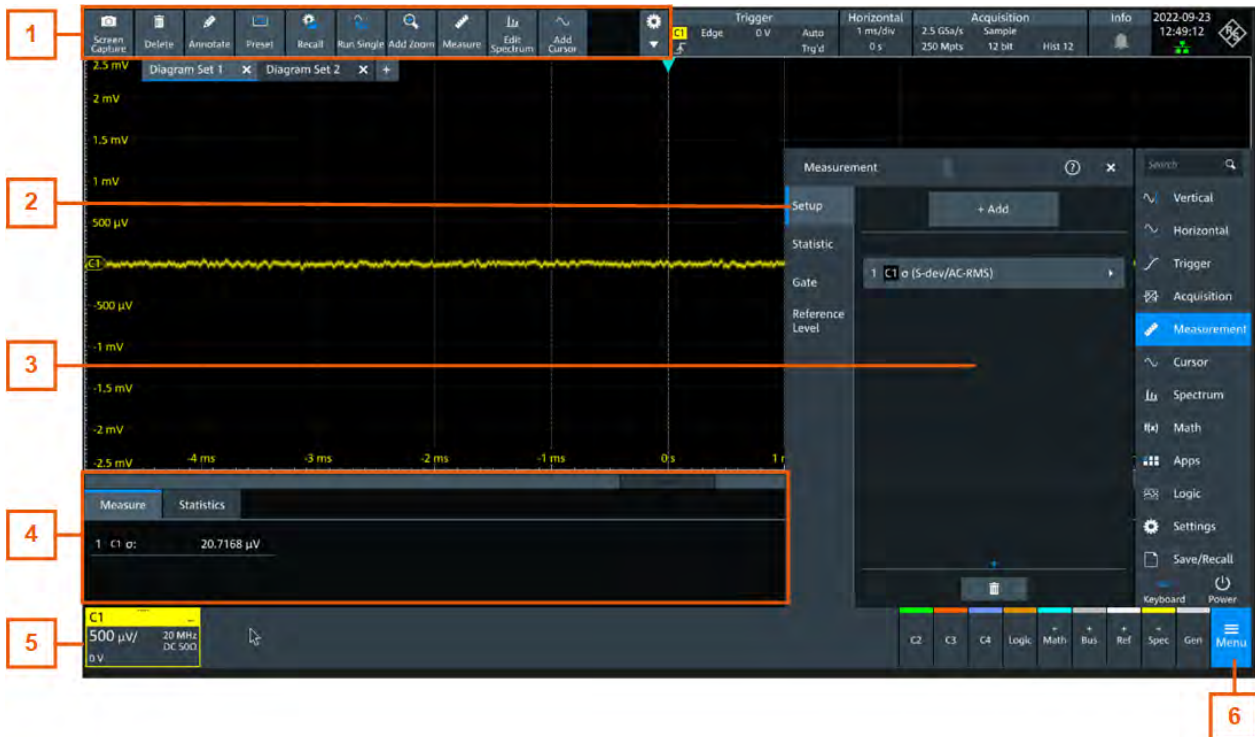 1
Screen Capture
Delete
Annotate
Preset
Recall
Run Single
Add Zoom
Measure
Edit Spectrum
Add Cursor
C1
Edge
Trigger
0 V
Auto
Trg'd
Horizontal
1 ms/div
0 s
Acquisition
2.5 GSa/s
Sample
250 Mpts
12 bit
Hist 12
Info
2022-09-23
12:49:12
R&S
Diagram Set 1
Diagram Set 2
+
2.5 mV
2 mV
1.5 mV
1 mV
500 µV
C1
-500 µV
-1 mV
-1.5 mV
-2 mV
-2.5 mV
-4 ms
-3 ms
-2 ms
-1 ms
0 s
2
Measurement
?
Setup
Statistic
Gate
Reference Level
+ Add
1 C1 σ (S-dev/AC-RMS)
3
Search
Vertical
Horizontal
Trigger
Acquisition
Measurement
Cursor
Spectrum
f(x) Math
Apps
Logic
Settings
Save/Recall
Keyboard
Power
4
Measure
Statistics
1 C1 σ:
20.7168 µV
5
C1
500 µV/
20 MHz
DC 50Ω
0 V
C2
C3
C4
Logic
+ Math
+ Bus
+ Ref
Spec
Gen
Menu
6